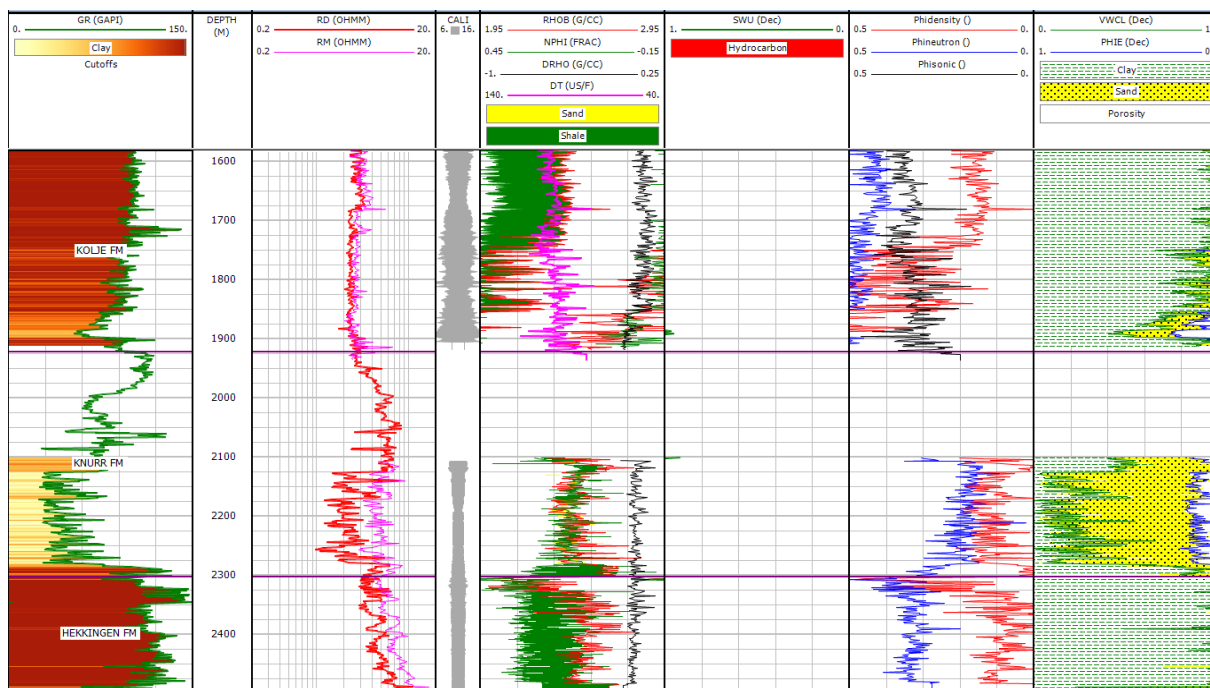 GR (GAPI)
0. 150.
Clay
Cutoffs
DEPTH
(M)
RD (OHMM)
0.2 20.
RM (OHMM)
0.2 20.
CALI
6. 16.
RHOB (G/CC)
1.95 2.95
NPHI (FRAC)
0.45 -0.15
DRHO (G/CC)
-1. 0.25
DT (US/F)
140. 40.
Sand
Shale
SWU (Dec)
1. 0.
Hydrocarbon
Phidensity ()
0.5 0.
Phineutron ()
0.5 0.
Phisonic ()
0.5 0.
VWCL (Dec)
0. 1
PHIE (Dec)
1. 0
Clay
Sand
Porosity
1600
1700
KOLJE FM
1800
1900
2000
2100
KNURR FM
2200
2300
HEKKINGEN FM
2400